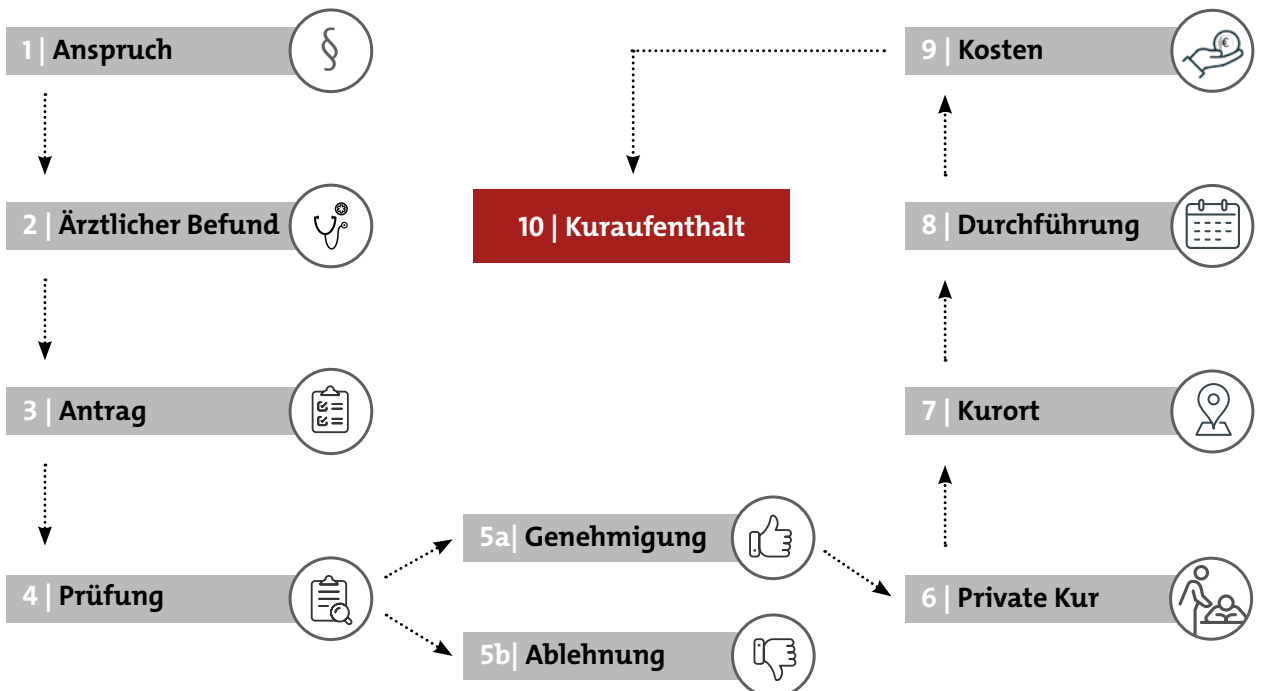 1 | Anspruch
§
2 | Ärztlicher Befund
3 | Antrag
4 | Prüfung
5a| Genehmigung
5b| Ablehnung
6 | Private Kur
7 | Kurort
8 | Durchführung
9 | Kosten
€
10 | Kuraufenthalt